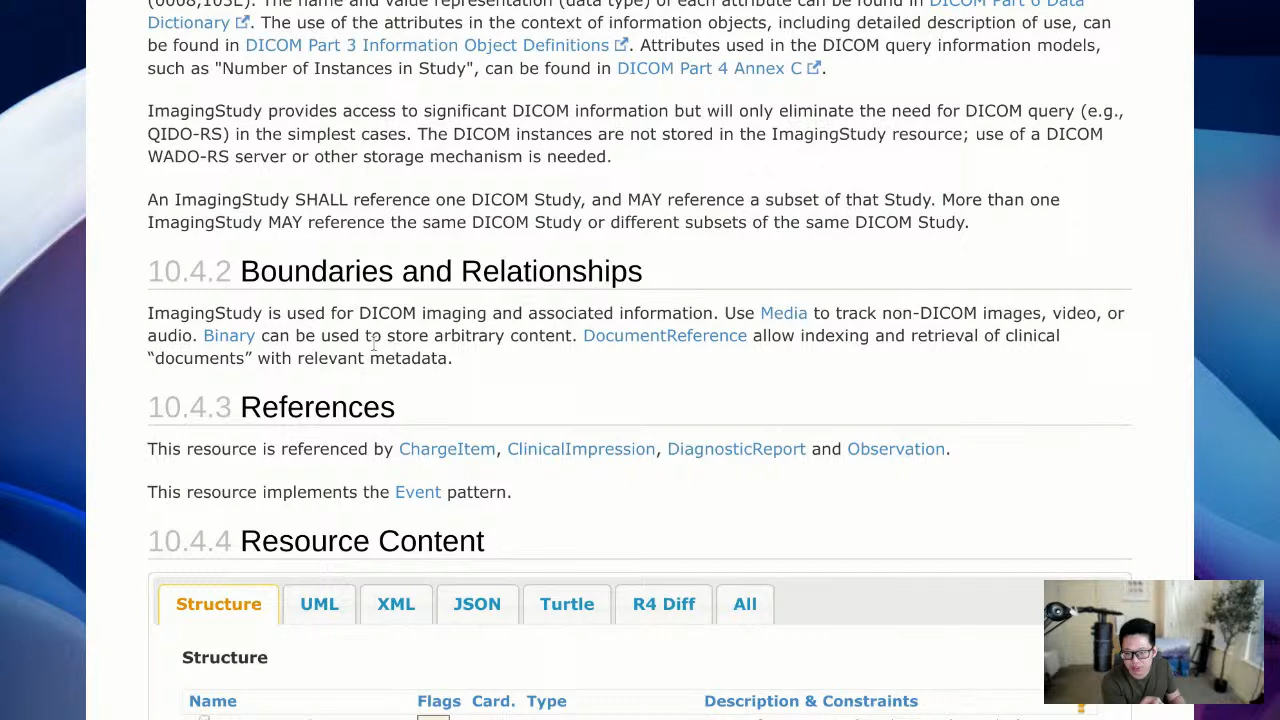 (0008,103E). The name and value representation (data type) of each attribute can be found in DICOM Part 6 Data
Dictionary. The use of the attributes in the context of information objects, including detailed description of use, can
be found in DICOM Part 3 Information Object Definitions. Attributes used in the DICOM query information models,
such as "Number of Instances in Study", can be found in DICOM Part 4 Annex C.
ImagingStudy provides access to significant DICOM information but will only eliminate the need for DICOM query (e.g.,
QIDO-RS) in the simplest cases. The DICOM instances are not stored in the ImagingStudy resource; use of a DICOM
WADO-RS server or other storage mechanism is needed.
An ImagingStudy SHALL reference one DICOM Study, and MAY reference a subset of that Study. More than one
ImagingStudy MAY reference the same DICOM Study or different subsets of the same DICOM Study.
10.4.2 Boundaries and Relationships
ImagingStudy is used for DICOM imaging and associated information. Use Media to track non-DICOM images, video, or
audio. Binary can be used to store arbitrary content. DocumentReference allow indexing and retrieval of clinical
“documents” with relevant metadata.
10.4.3 References
This resource is referenced by ChargeItem, ClinicalImpression, DiagnosticReport and Observation.
This resource implements the Event pattern.
10.4.4 Resource Content
Structure UML XML JSON Turtle R4 Diff All
Structure
Name Flags Card. Type Description & Constraints